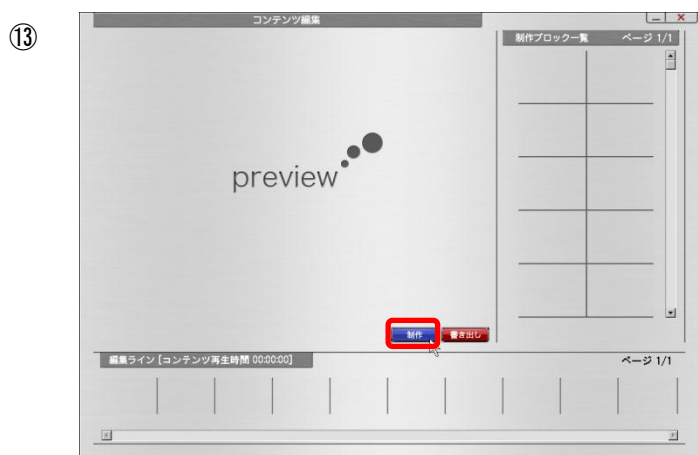 ⑬
コンテンツ編集
制作ブロック一覧 ページ 1/1
preview
制作 書き出し
編集ライン [コンテンツ再生時間 00:00:00] ページ 1/1